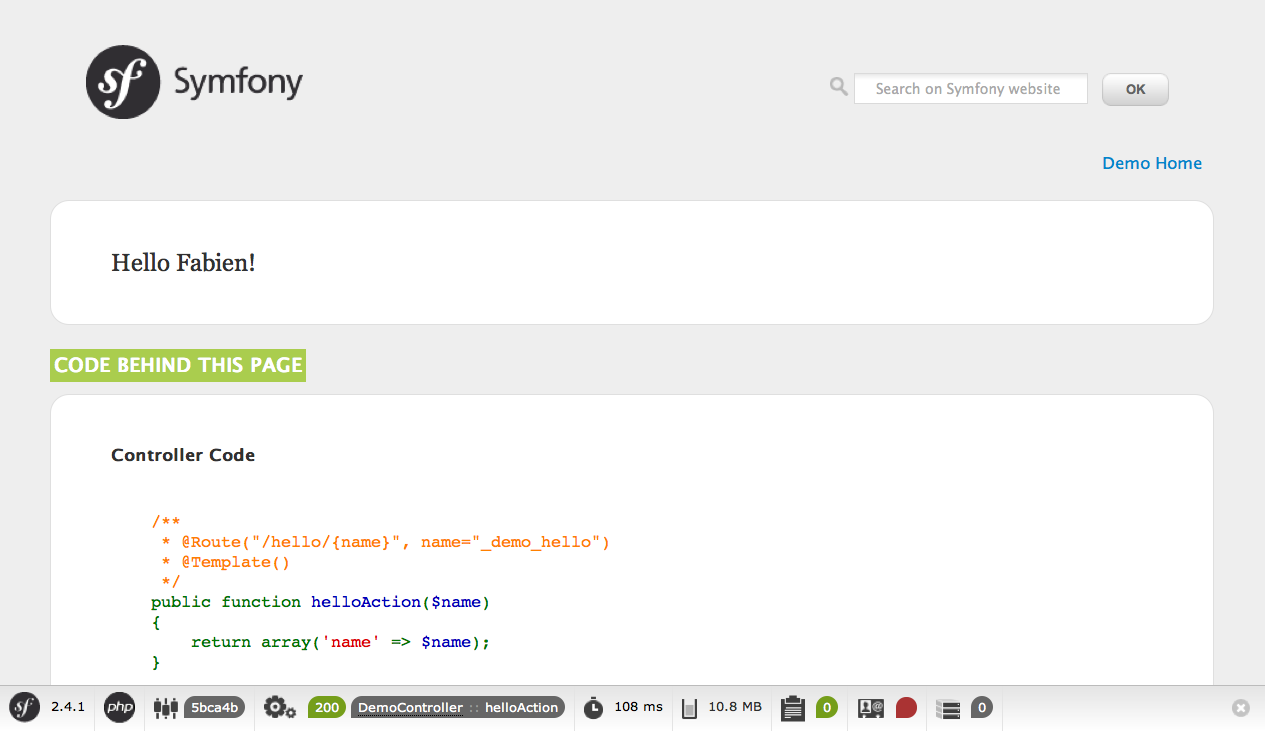 sf Symfony
Search on Symfony website
OK
Demo Home
Hello Fabien!
CODE BEHIND THIS PAGE
Controller Code
/**
* @Route("/hello/{name}", name="_demo_hello")
* @Template()
*/
public function helloAction($name)
{
return array('name' => $name);
}
sf 2.4.1 php 5bca4b 200 DemoController :: helloAction 108 ms 10.8 MB 0 @ 0